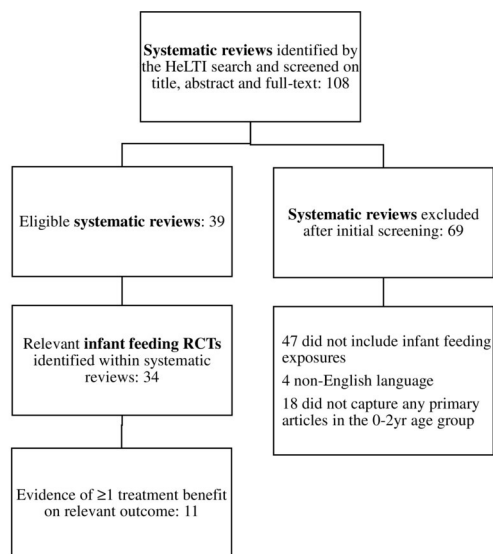 Systematic reviews identified by
the HeLTI search and screened on
title, abstract and full-text: 108
Eligible systematic reviews: 39
Systematic reviews excluded
after initial screening: 69
Relevant infant feeding RCTs
identified within systematic
reviews: 34
47 did not include infant feeding
exposures
4 non-English language
18 did not capture any primary
articles in the 0-2yr age group
Evidence of ≥1 treatment benefit
on relevant outcome: 11